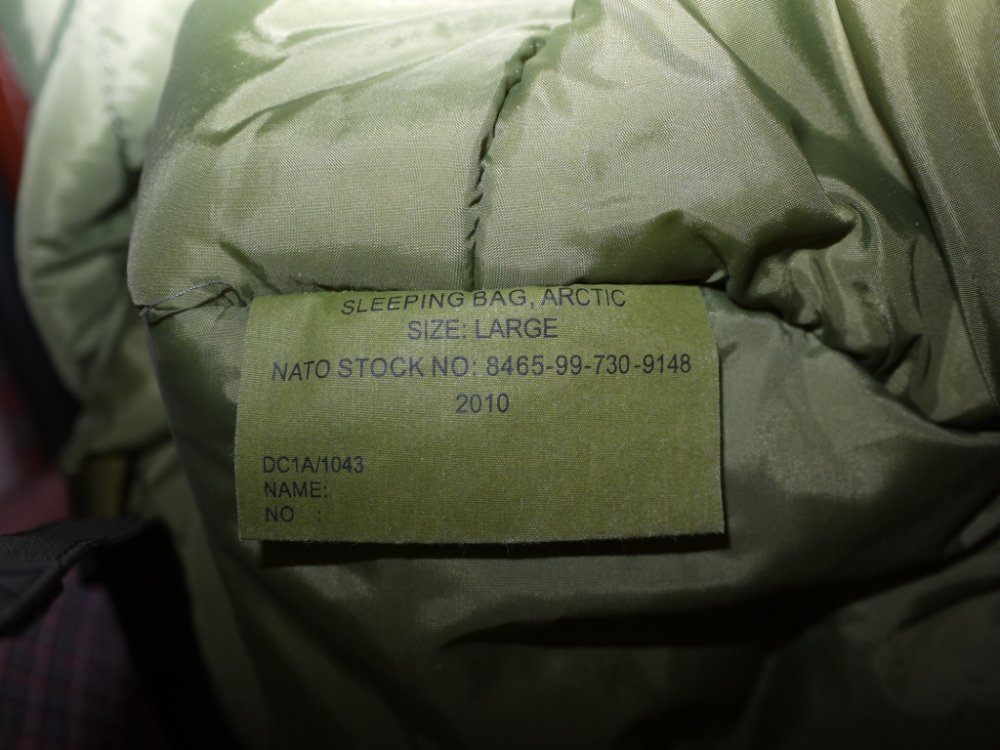 SLEEPING BAG, ARCTIC
SIZE: LARGE
NATO STOCK NO: 8465-99-730-9148
2010
DC1A/1043
NAME:
NO :